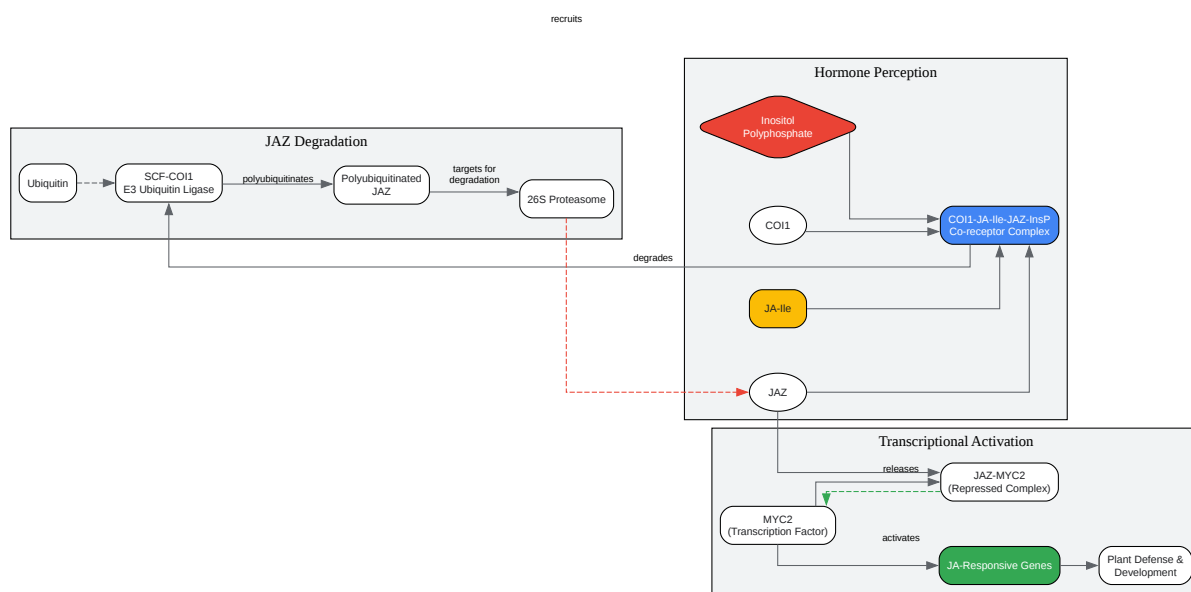 recruits
Hormone Perception
Inositol
Polyphosphate
COI1
COI1-JA-Ile-JAZ-InsP
Co-receptor Complex
JA-Ile
JAZ
JAZ Degradation
Ubiquitin
SCF-COI1
E3 Ubiquitin Ligase
polyubiquitinates
Polyubiquitinated
JAZ
targets for
degradation
26S Proteasome
degrades
Transcriptional Activation
releases
JAZ-MYC2
(Repressed Complex)
MYC2
(Transcription Factor)
activates
JA-Responsive Genes
Plant Defense &
Development